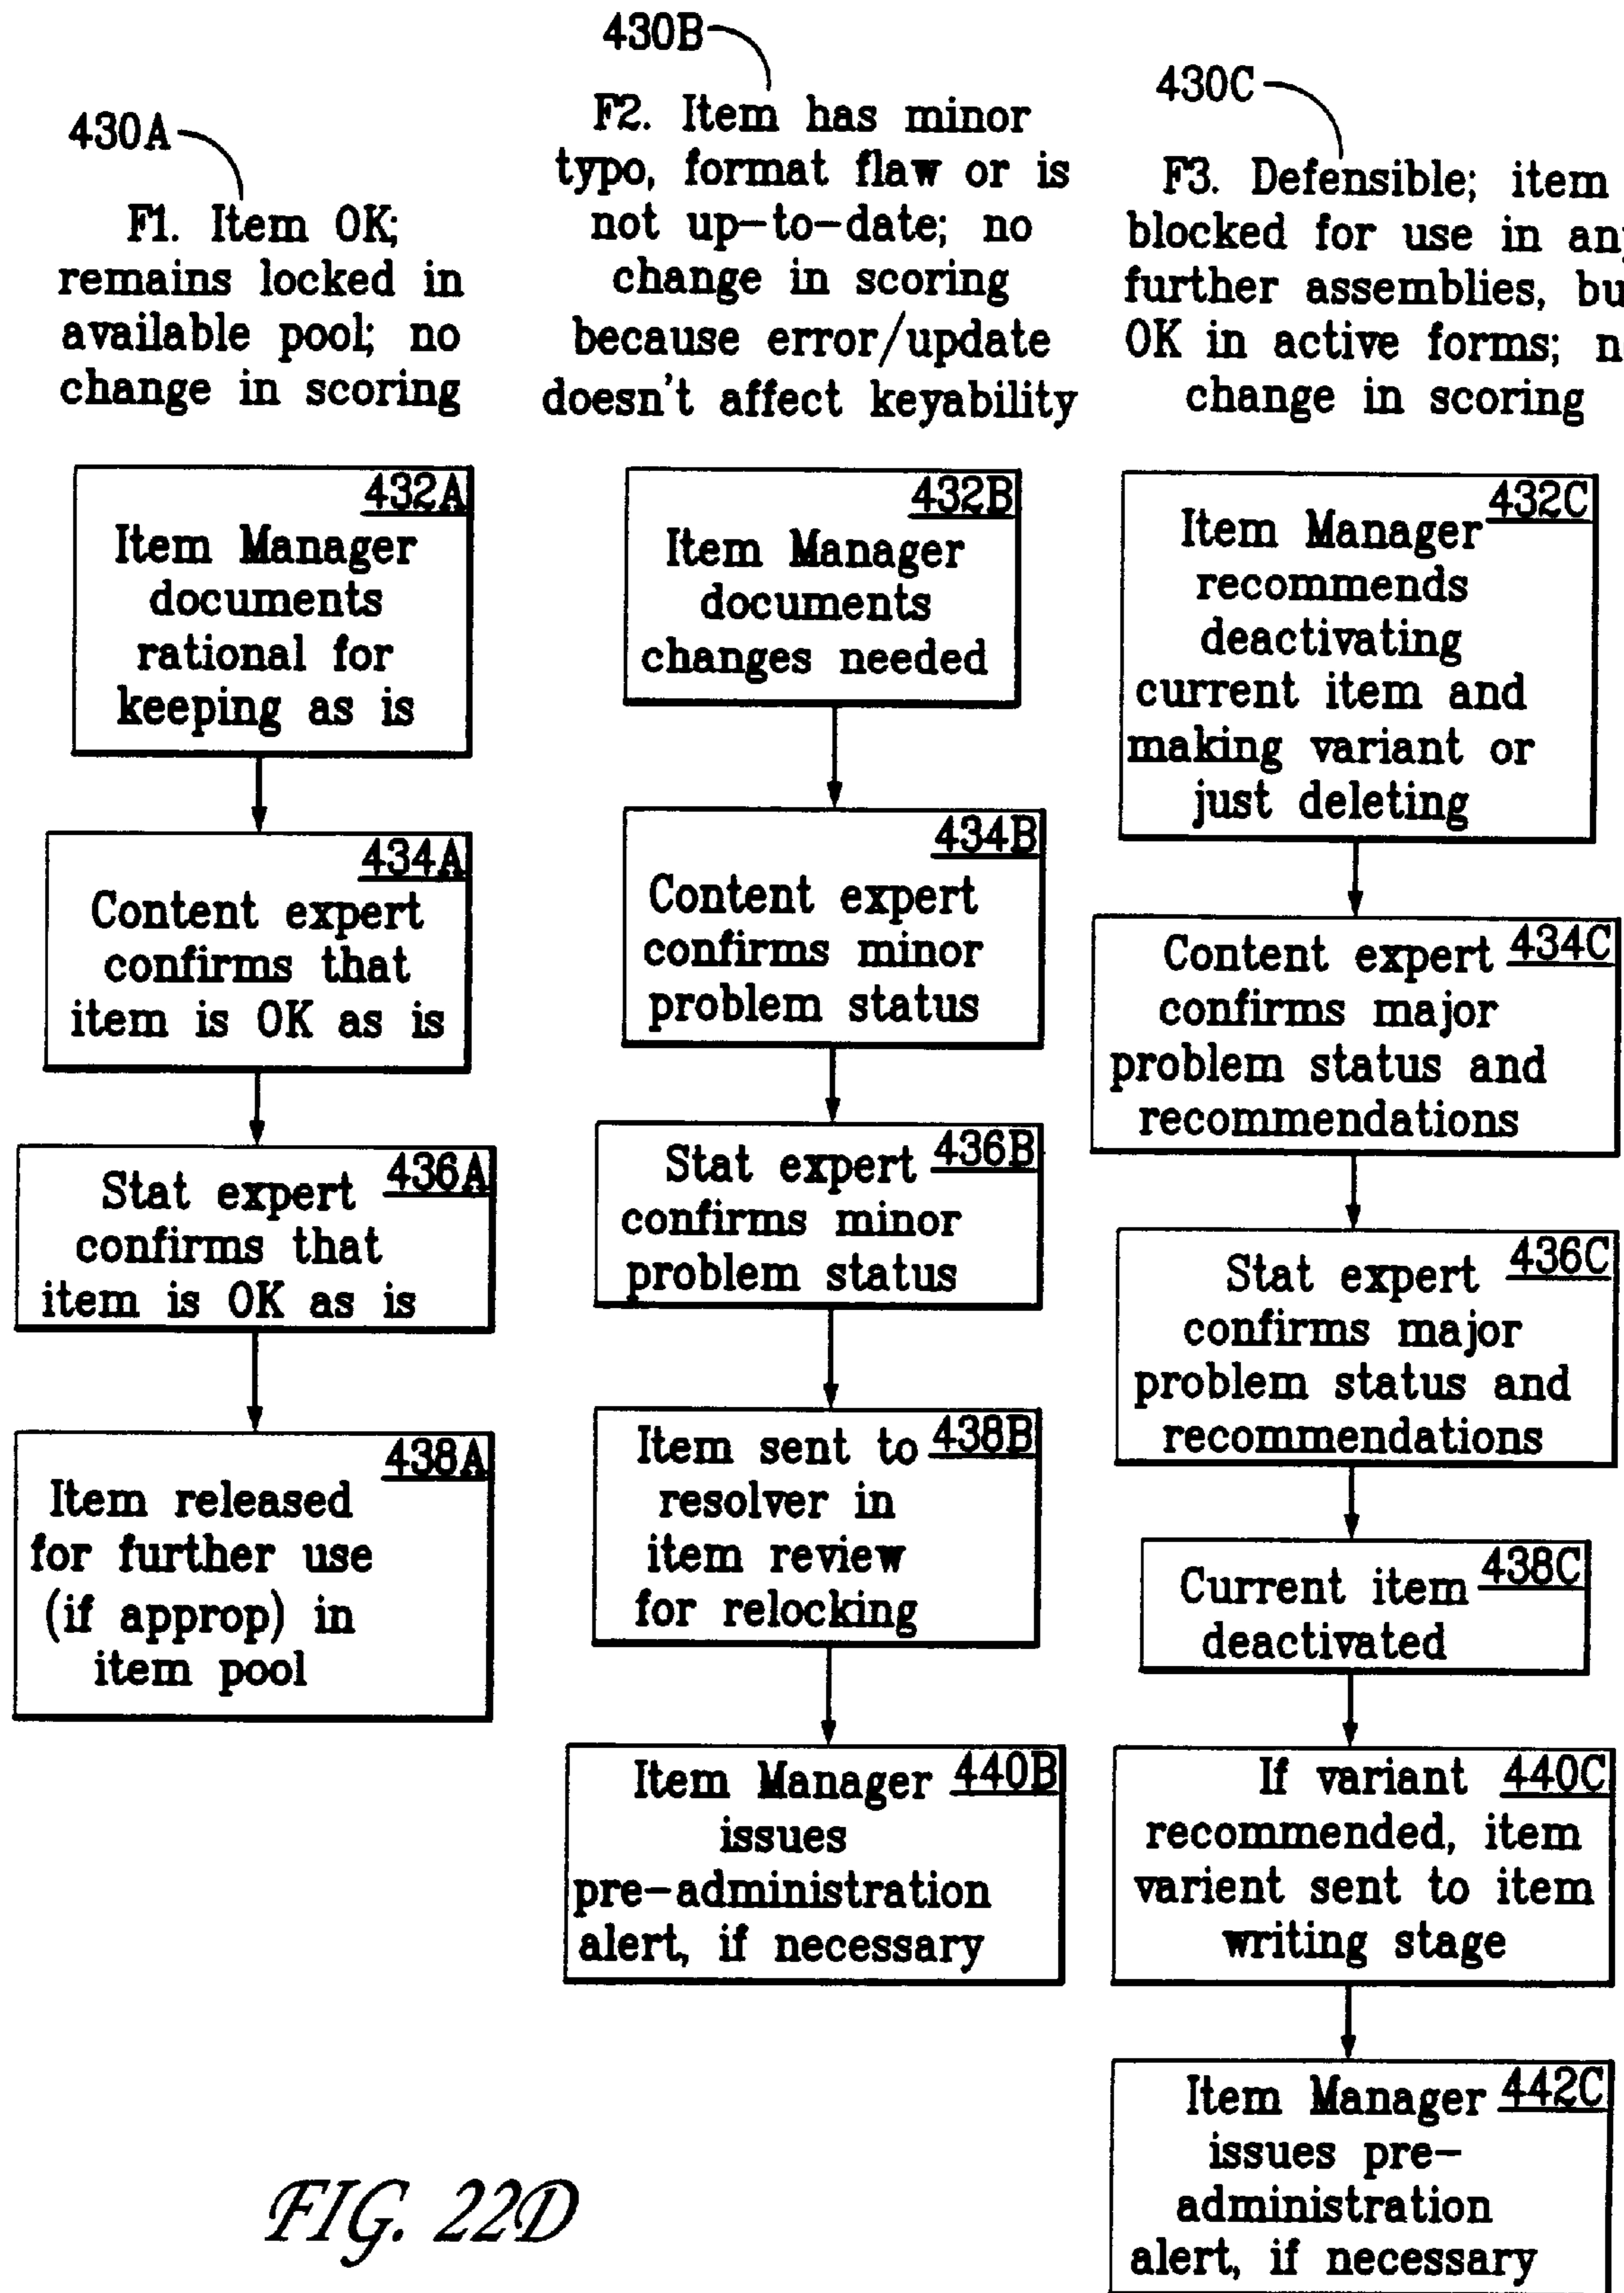 430A
F1. Item OK;
remains locked in
available pool; no
change in scoring
432A
Item Manager
documents
rational for
keeping as is
434A
Content expert
confirms that
item is OK as is
436A
Stat expert
confirms that
item is OK as is
438A
Item released
for further use
(if approp) in
item pool
430B
F2. Item has minor
typo, format flaw or is
not up-to-date; no
change in scoring
because error/update
doesn't affect keyability
432B
Item Manager
documents
changes needed
434B
Content expert
confirms minor
problem status
436B
Stat expert
confirms minor
problem status
438B
Item sent to
resolver in
item review
for relocking
440B
Item Manager
issues
pre-administration
alert, if necessary
430C
F3. Defensible; item
blocked for use in
further assemblies,
OK in active forms;
change in scoring
432C
Item Manager
recommends
deactivating
current item and
making variant or
just deleting
434C
Content expert
confirms major
problem status and
recommendations
436C
Stat expert
confirms major
problem status and
recommendations
438C
Current item
deactivated
440C
If variant
recommended, item
varient sent to item
writing stage
442C
Item Manager
issues pre-
administration
alert, if necessary
FIG. 22D